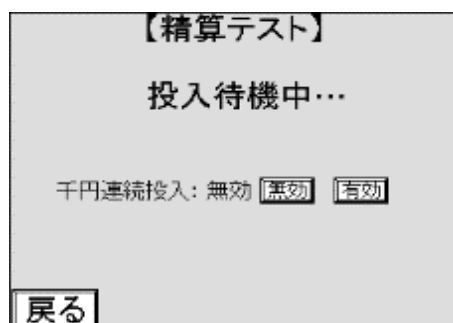 【精算テスト】
投入待機中…
千円連続投入: 無効 無効 有効
戻る